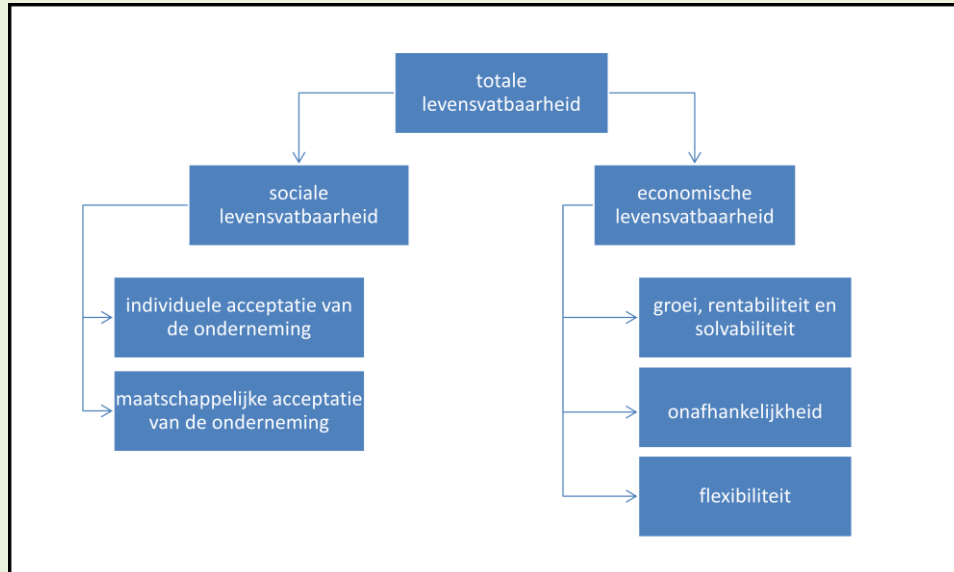 totale
levensvatbaarheid
sociale
levensvatbaarheid
economische
levensvatbaarheid
individuele acceptatie van
de onderneming
maatschappelijke acceptatie
van de onderneming
groei, rentabiliteit en
solvabiliteit
onafhankelijkheid
flexibiliteit